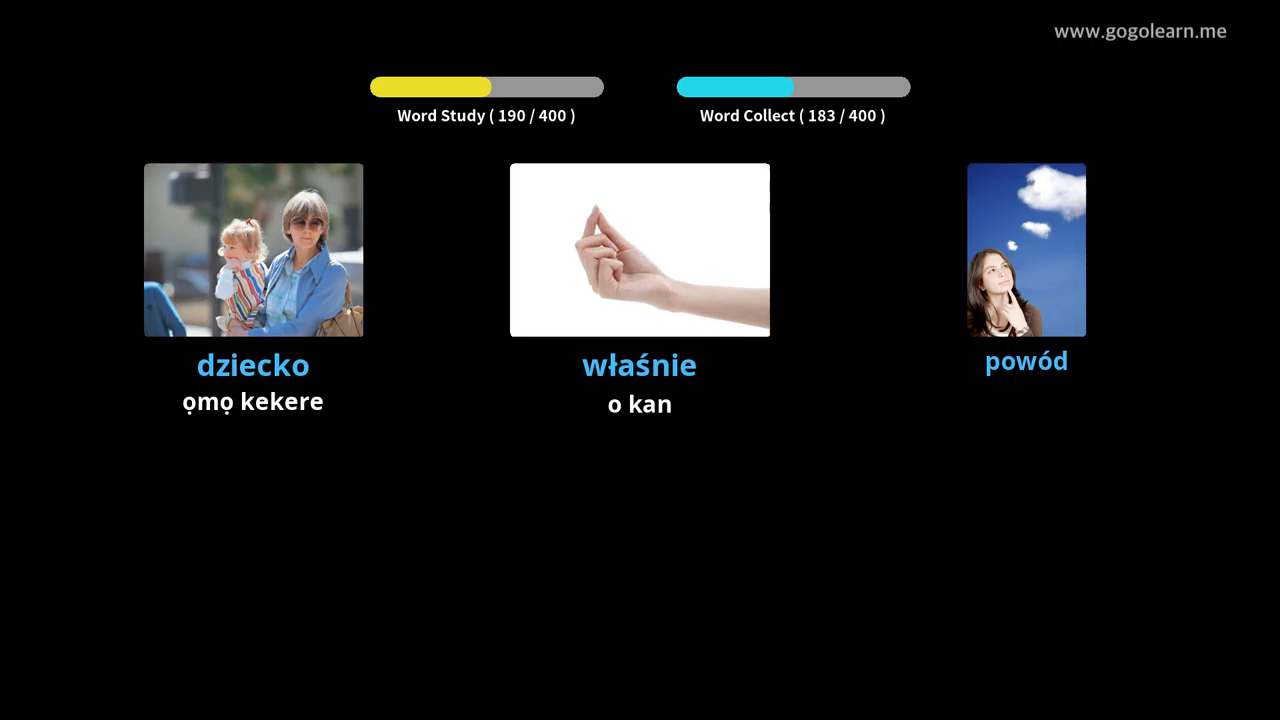 www.gogolearn.me
Word Study ( 190 / 400 )
Word Collect ( 183 / 400 )
dziecko
ọmọ kekere
właśnie
o kan
powód